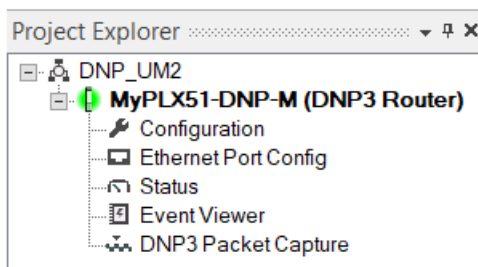 Project Explorer
DNP_UM2
MyPLX51-DNP-M (DNP3 Router)
Configuration
Ethernet Port Config
Status
Event Viewer
DNP3 Packet Capture